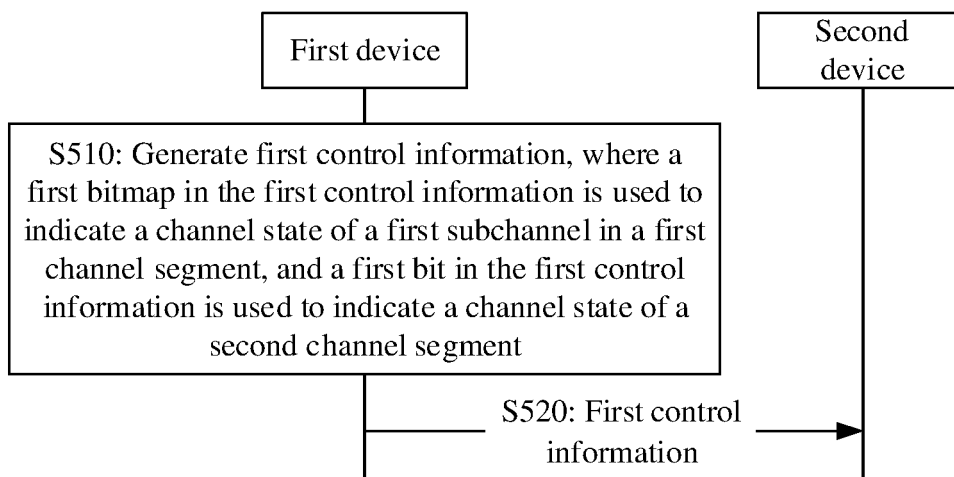 First device
Second
device
S510: Generate first control information, where a
first bitmap in the first control information is used to
indicate a channel state of a first subchannel in a first
channel segment, and a first bit in the first control
information is used to indicate a channel state of a
second channel segment
S520: First control
information